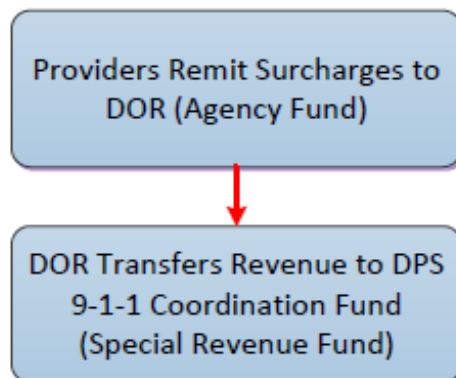 Providers Remit Surcharges to
DOR (Agency Fund)
DOR Transfers Revenue to DPS
9-1-1 Coordination Fund
(Special Revenue Fund)